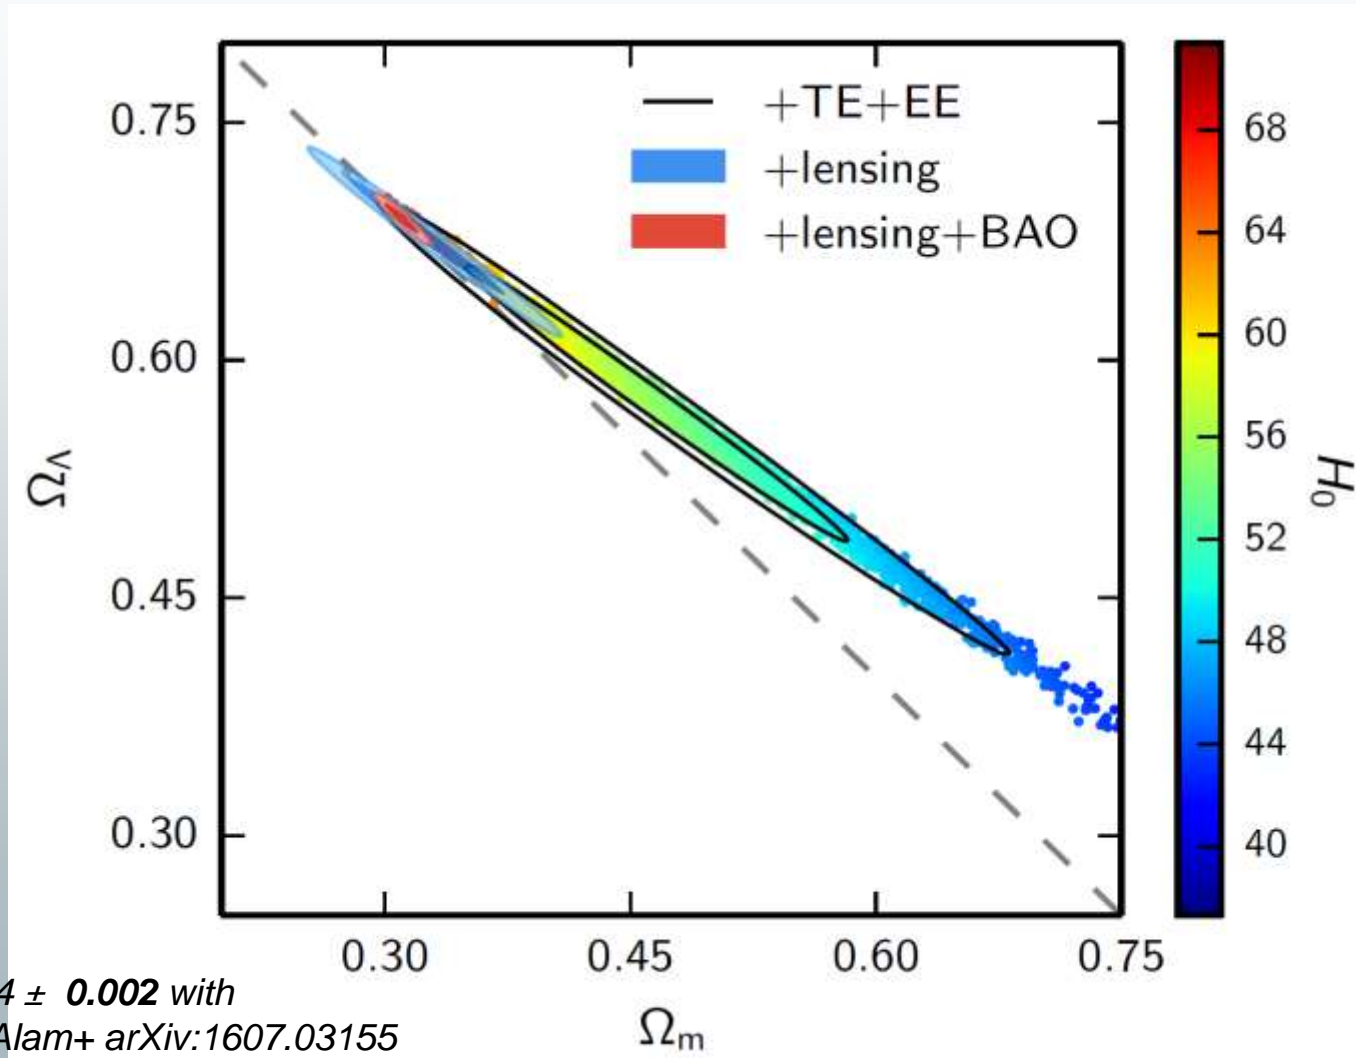 +TE+EE
+lensing
+lensing+BAO
0.75
0.60
0.45
0.30
Ω_Λ
0.30 0.45 0.60 0.75
Ω_m
68
64
60
56
52
48
44
40
H_0
4 ± 0.002 with
Alam+ arXiv:1607.03155